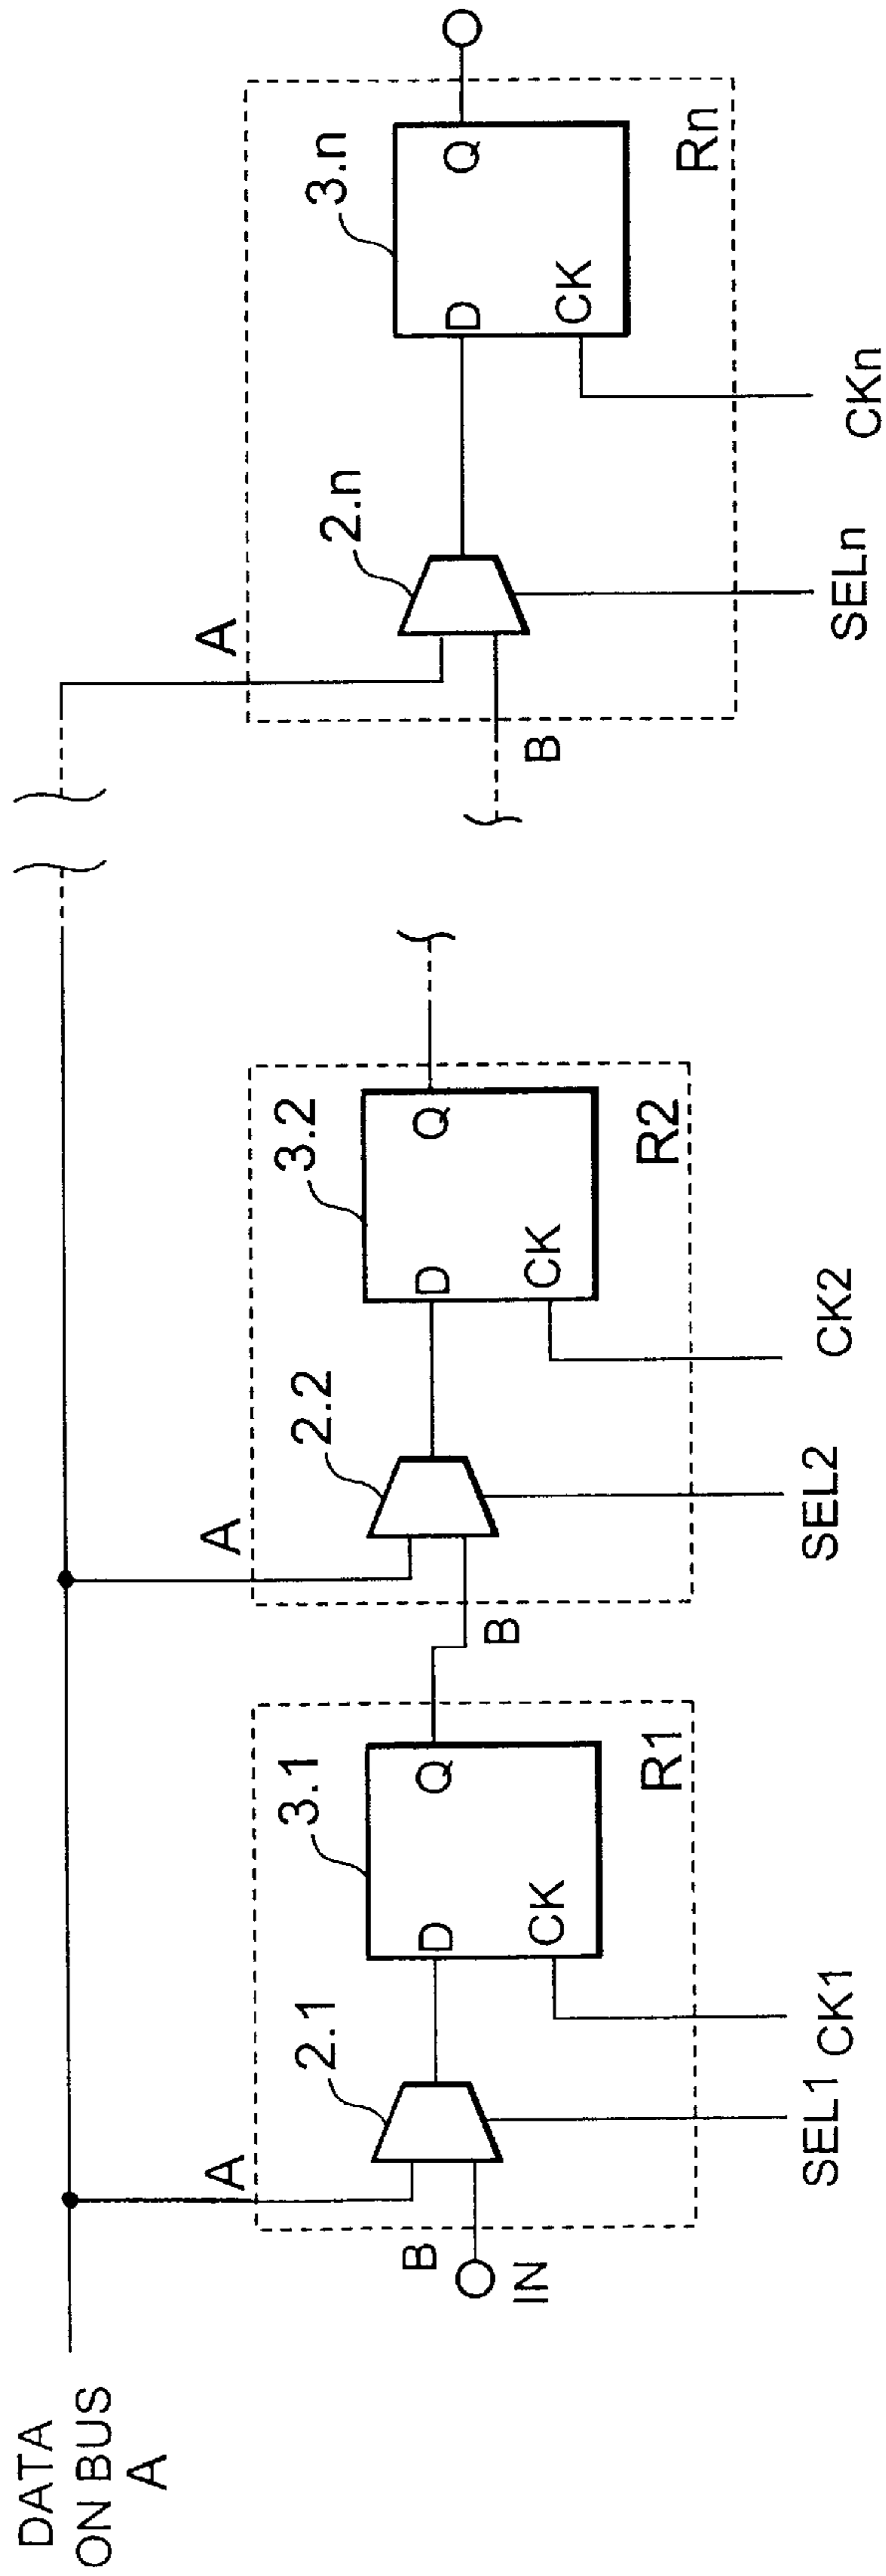 DATA
ON BUS
A
A
B
IN
2.1
SEL1
D
CK
Q
3.1
CK1
R1
A
B
2.2
SEL2
D
CK
Q
3.2
CK2
R2
A
B
2.n
SELn
D
CK
Q
3.n
CKn
Rn